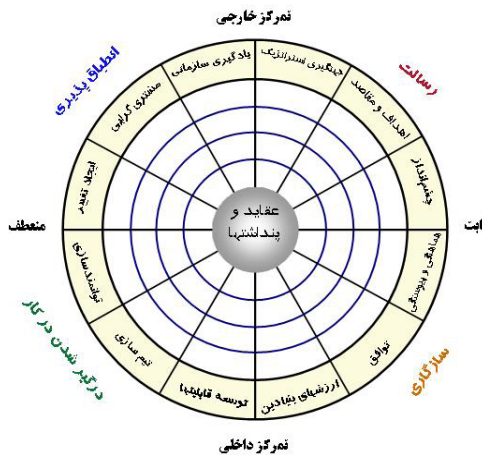 تمرکز خارجی
انطباق پذیری
رسالت
یادگیری سازمانی
جهتگیری استراتژیک
مشتری گرایی
اهداف و مقاصد
ایجاد تغییر
چشم‌انداز
عقاید و
پنداشتها
منعطف
ثابت
توانمندسازی
هماهنگی و پیوستگی
تیم سازی
توافق
توسعه قابلیتها
ارزشهای بنیادین
درگیر شدن در کار
سازگاری
تمرکز داخلی